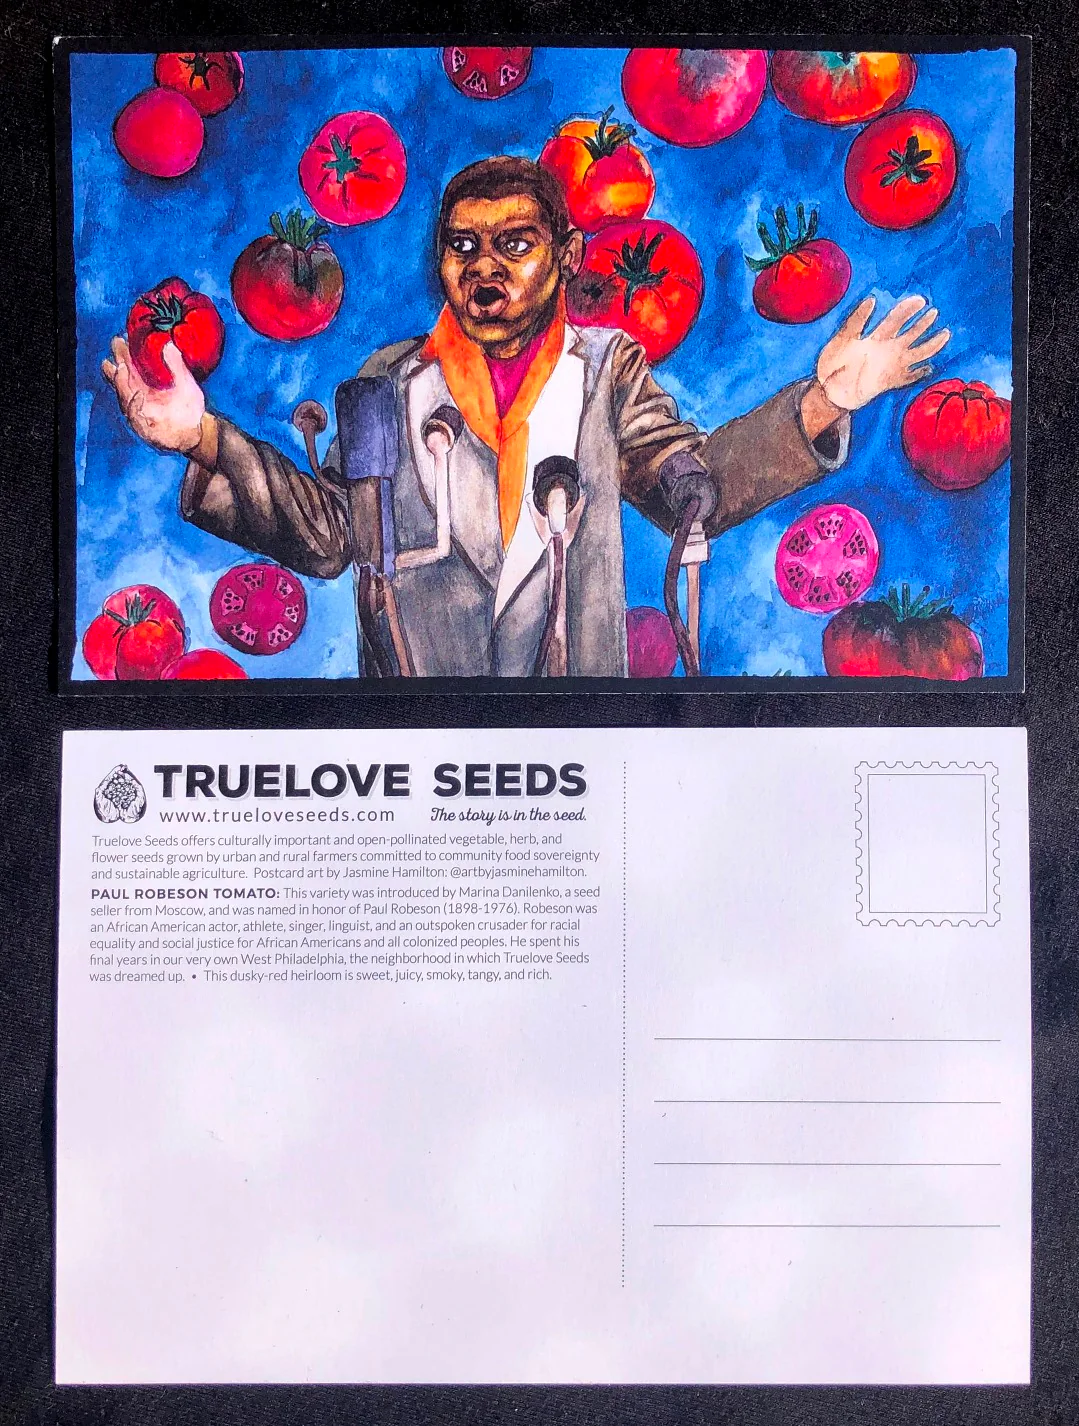 TRUELOVE SEEDS
www.trueloveseeds.com The story is in the seed.
Truelove Seeds offers culturally important and open-pollinated vegetable, herb, and
flower seeds grown by urban and rural farmers committed to community food sovereignty
and sustainable agriculture. Postcard art by Jasmine Hamilton: @artbyjasminehamilton.
PAUL ROBESON TOMATO: This variety was introduced by Marina Danilenko, a seed
seller from Moscow, and was named in honor of Paul Robeson (1898-1976). Robeson was
an African American actor, athlete, singer, linguist, and an outspoken crusader for racial
equality and social justice for African Americans and all colonized peoples. He spent his
final years in our very own West Philadelphia, the neighborhood in which Truelove Seeds
was dreamed up. • This dusky-red heirloom is sweet, juicy, smoky, tangy, and rich.